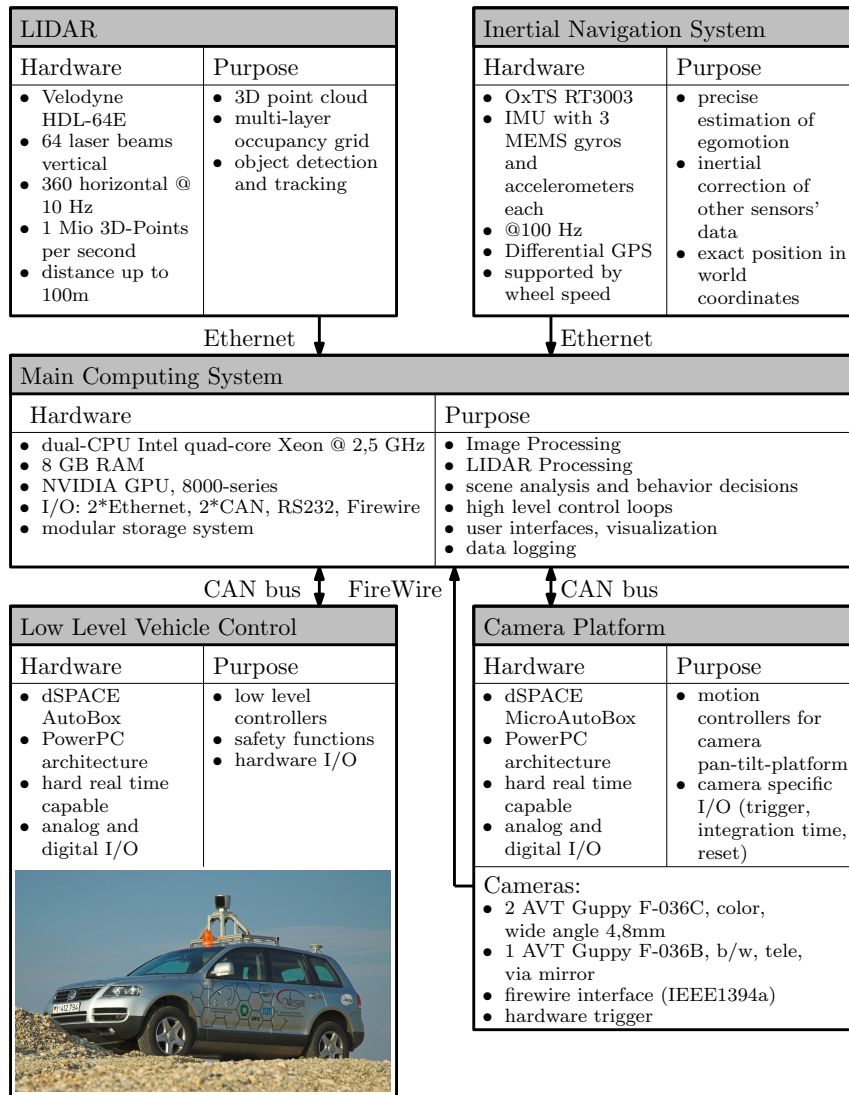 LIDAR
Hardware
• Velodyne
HDL-64E
• 64 laser beams
vertical
• 360 horizontal @
10 Hz
• 1 Mio 3D-Points
per second
• distance up to
100m
Purpose
• 3D point cloud
• multi-layer
occupancy grid
• object detection
and tracking
Inertial Navigation System
Hardware
• OxTS RT3003
• IMU with 3
MEMS gyros
and
accelerometers
each
• @100 Hz
• Differential GPS
• supported by
wheel speed
Purpose
• precise
estimation of
egomotion
• inertial
correction of
other sensors'
data
• exact position in
world
coordinates
Ethernet
Ethernet
Main Computing System
Hardware
• dual-CPU Intel quad-core Xeon @ 2,5 GHz
• 8 GB RAM
• NVIDIA GPU, 8000-series
• I/O: 2*Ethernet, 2*CAN, RS232, Firewire
• modular storage system
Purpose
• Image Processing
• LIDAR Processing
• scene analysis and behavior decisions
• high level control loops
• user interfaces, visualization
• data logging
CAN bus
FireWire
CAN bus
Low Level Vehicle Control
Hardware
• dSPACE
AutoBox
• PowerPC
architecture
• hard real time
capable
• analog and
digital I/O
Purpose
• low level
controllers
• safety functions
• hardware I/O
Camera Platform
Hardware
• dSPACE
MicroAutoBox
• PowerPC
architecture
• hard real time
capable
• analog and
digital I/O
Purpose
• motion
controllers for
camera
pan-tilt-platform
• camera specific
I/O (trigger,
integration time,
reset)
Cameras:
• 2 AVT Guppy F-036C, color,
wide angle 4,8mm
• 1 AVT Guppy F-036B, b/w, tele,
via mirror
• firewire interface (IEEE1394a)
• hardware trigger